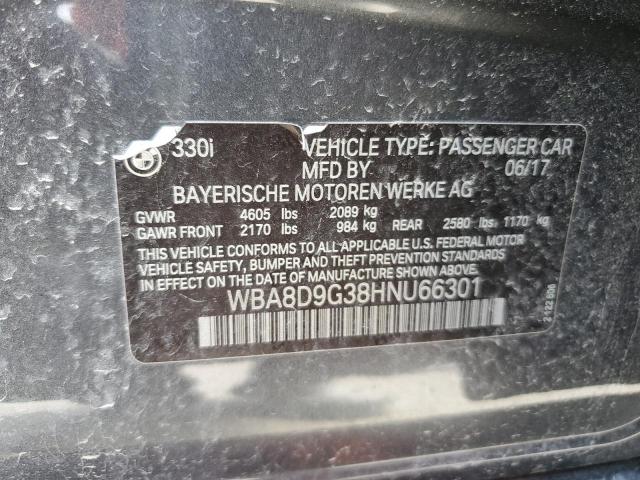 330i VEHICLE TYPE: PASSENGER CAR
MFD BY 06/17
BAYERISCHE MOTOREN WERKE AG
GVWR 4605 lbs 2089 kg
GAWR FRONT 2170 lbs 984 kg REAR 2580 lbs 1170 kg
THIS VEHICLE CONFORMS TO ALL APPLICABLE U.S. FEDERAL MOTOR
VEHICLE SAFETY, BUMPER AND THEFT PREVENTION STANDARDS
IN EFFECT ON THE DATE OF MANUFACTURE SHOWN ABOVE.
WBA8D9G38HNU66301